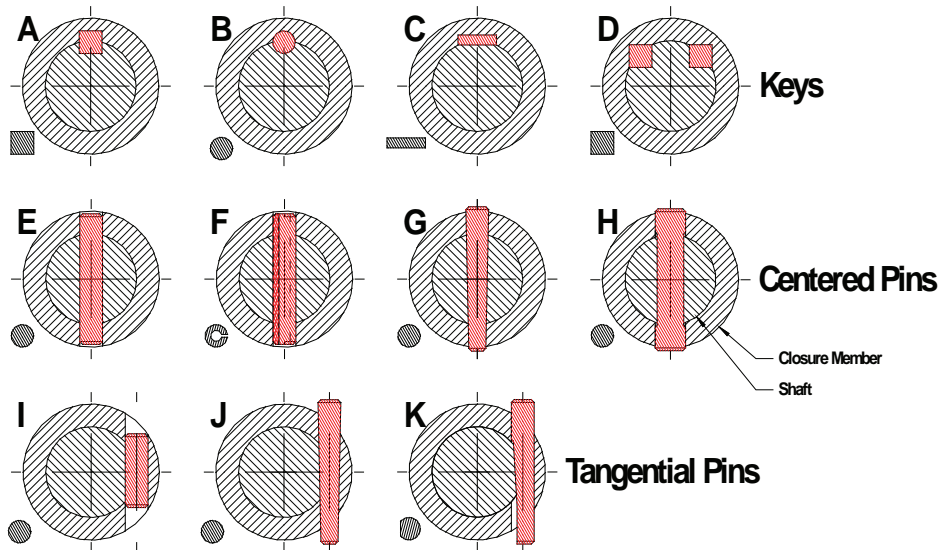 A B C D
Keys
E F G H
Centered Pins
Closure Member
Shaft
I J K
Tangential Pins